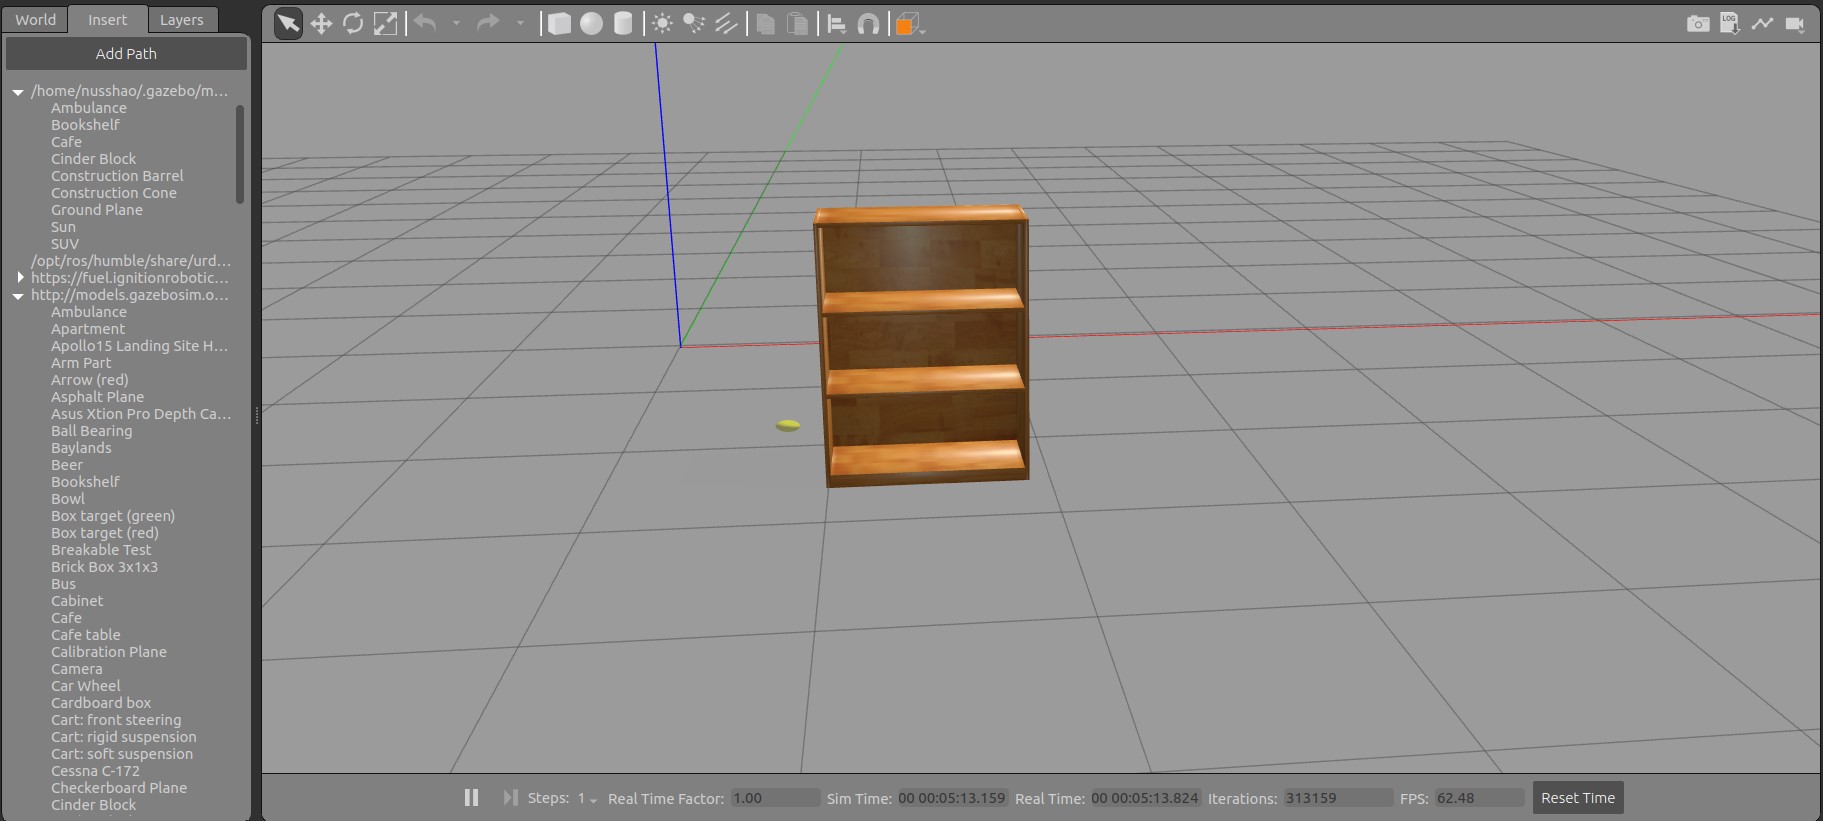 World Insert Layers
Add Path
/home/nusshao/.gazebo/m...
Ambulance
Bookshelf
Cafe
Cinder Block
Construction Barrel
Construction Cone
Ground Plane
Sun
SUV
/opt/ros/humble/share/urd...
https://fuel.ignitionrobotic...
http://models.gazebosim.o...
Ambulance
Apartment
Apollo15 Landing Site H...
Arm Part
Arrow (red)
Asphalt Plane
Asus Xtion Pro Depth Ca...
Ball Bearing
Baylands
Beer
Bookshelf
Bowl
Box target (green)
Box target (red)
Breakable Test
Brick Box 3x1x3
Bus
Cabinet
Cafe
Cafe table
Calibration Plane
Camera
Car Wheel
Cardboard box
Cart: front steering
Cart: rigid suspension
Cart: soft suspension
Cessna C-172
Checkerboard Plane
Cinder Block
LOG
Steps: 1 Real Time Factor: 1.00 Sim Time: 00 00:05:13.159 Real Time: 00 00:05:13.824 Iterations: 313159 FPS: 62.48 Reset Time